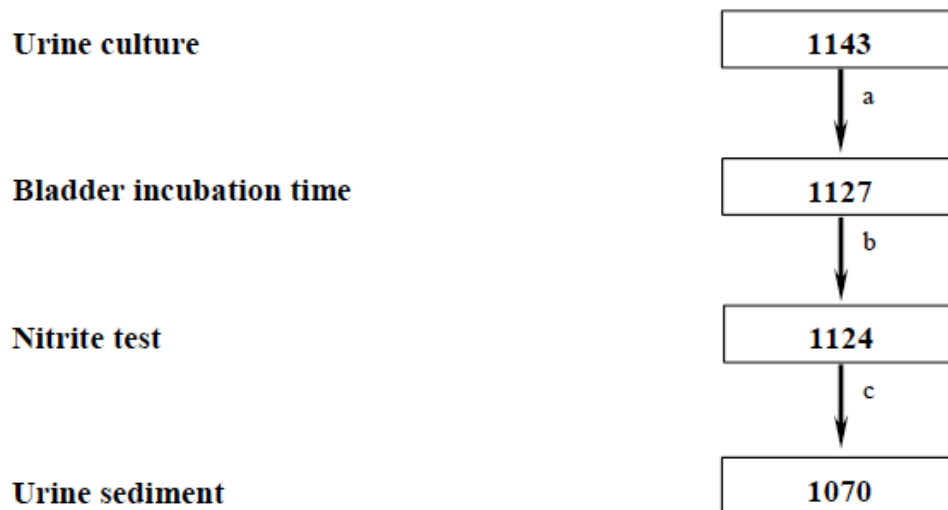 Urine culture 1143
a
Bladder incubation time 1127
b
Nitrite test 1124
c
Urine sediment 1070